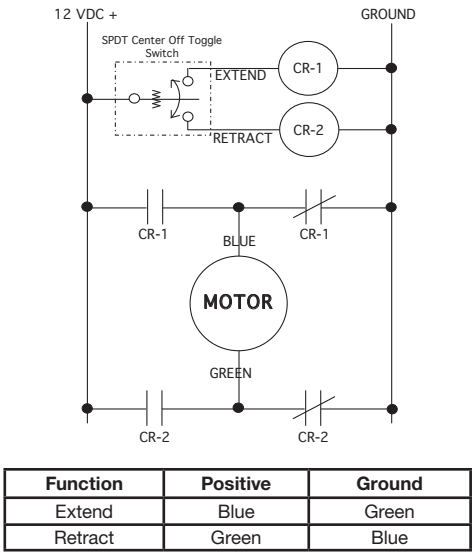 12 VDC +
GROUND
SPDT Center Off Toggle
Switch
EXTEND
CR-1
RETRACT
CR-2
CR-1
CR-1
BLUE
MOTOR
GREEN
CR-2
CR-2
Function Positive Ground
Extend Blue Green
Retract Green Blue